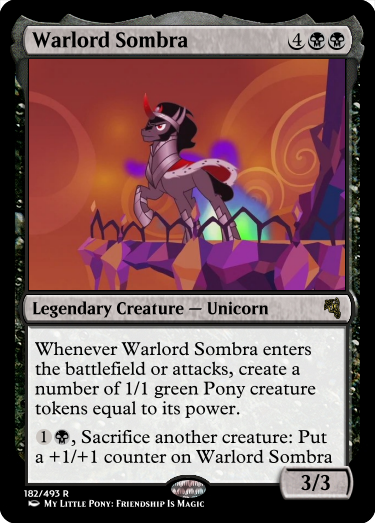 Warlord Sombra 4
Legendary Creature — Unicorn
Whenever Warlord Sombra enters
the battlefield or attacks, create a
number of 1/1 green Pony creature
tokens equal to its power.
1, Sacrifice another creature: Put
a +1/+1 counter on Warlord Sombra
3/3
182/493 R
My Little Pony: Friendship Is Magic